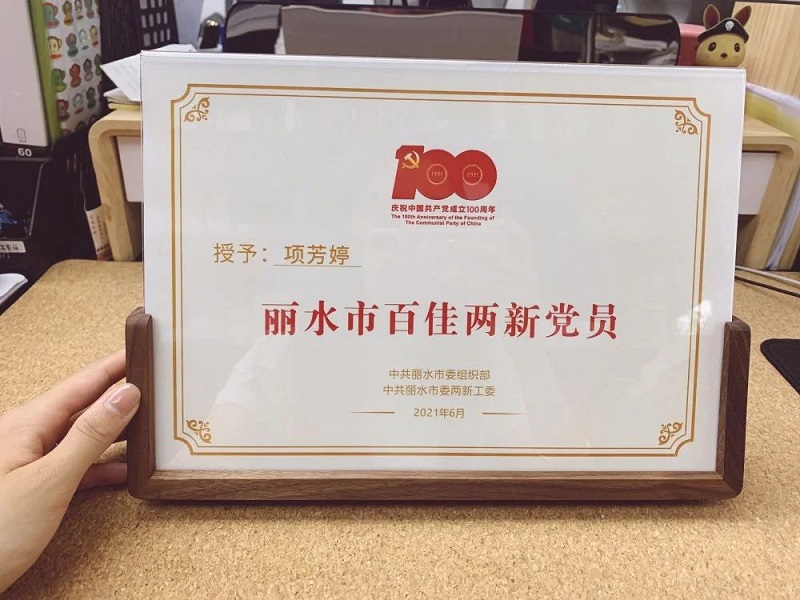 100
1921 2021
庆祝中国共产党成立100周年
The 100th Anniversary of the Founding of
The Communist Party of China
授予：项芳婷
丽水市百佳两新党员
中共丽水市委组织部
中共丽水市委两新工委
2021年6月
60